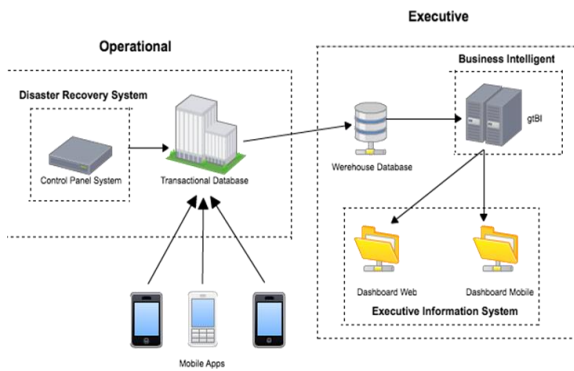 Executive
Operational
Business Intelligent
Disaster Recovery System
gtBI
Control Panel System
Transactional Database
Werehouse Database
Dashboard Web
Dashboard Mobile
Executive Information System
Mobile Apps